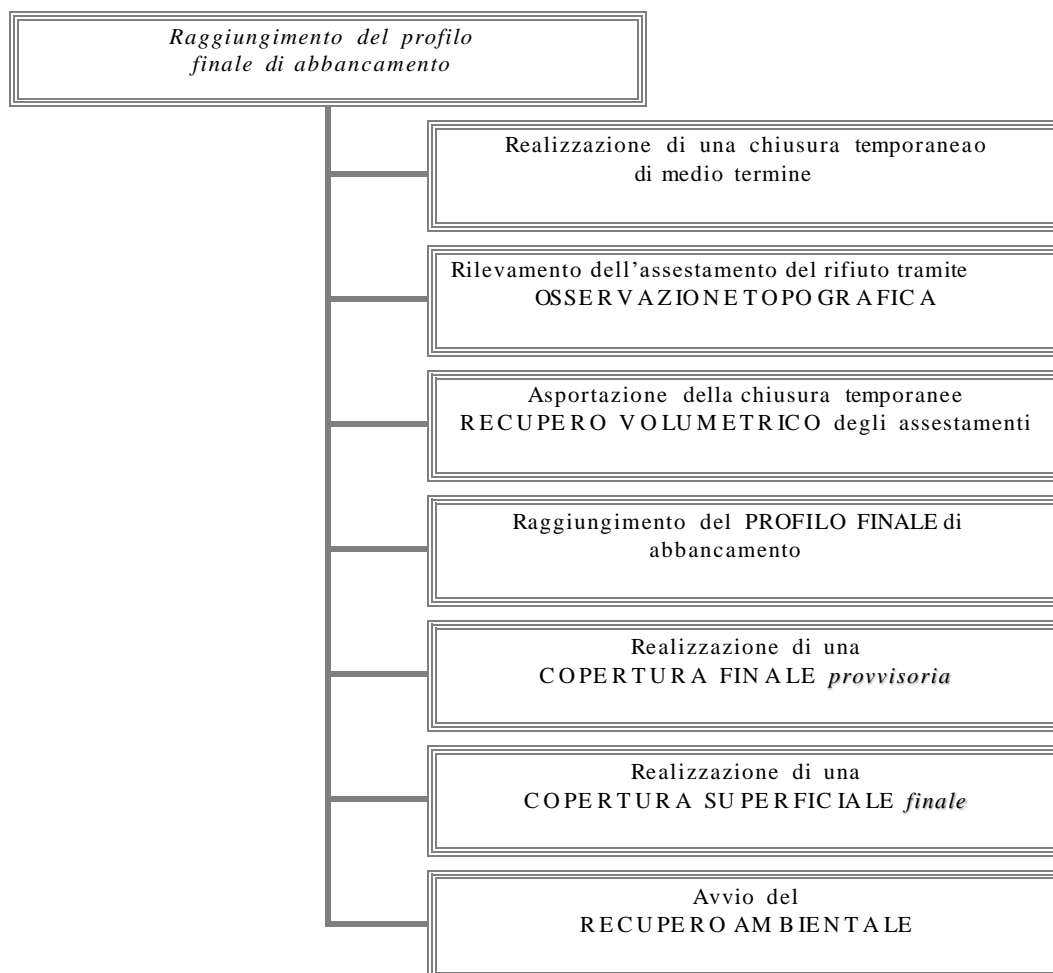 Raggiungimento del profilo
finale di abbancamento
Realizzazione di una chiusura temporaneao
di medio termine
Rilevamento dell'assestamento del rifiuto tramite
OSSERVAZIONE TOPOGRAFICA
Asportazione della chiusura temporanee
RECUPERO VOLUMETRICO degli assestamenti
Raggiungimento del PROFILO FINALE di
abbancamento
Realizzazione di una
COPERTURA FINALE provvisoria
Realizzazione di una
COPERTURA SUPERFICIALE finale
Avvio del
RECUPERO AMBIENTALE